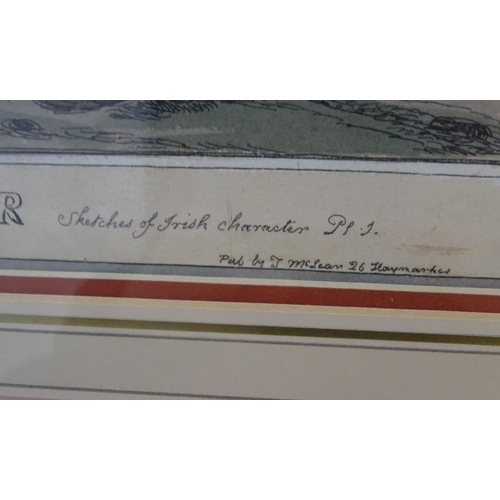 R
Sketches of Irish character Pl. 1.
Pub by T McLean 26 Haymarket